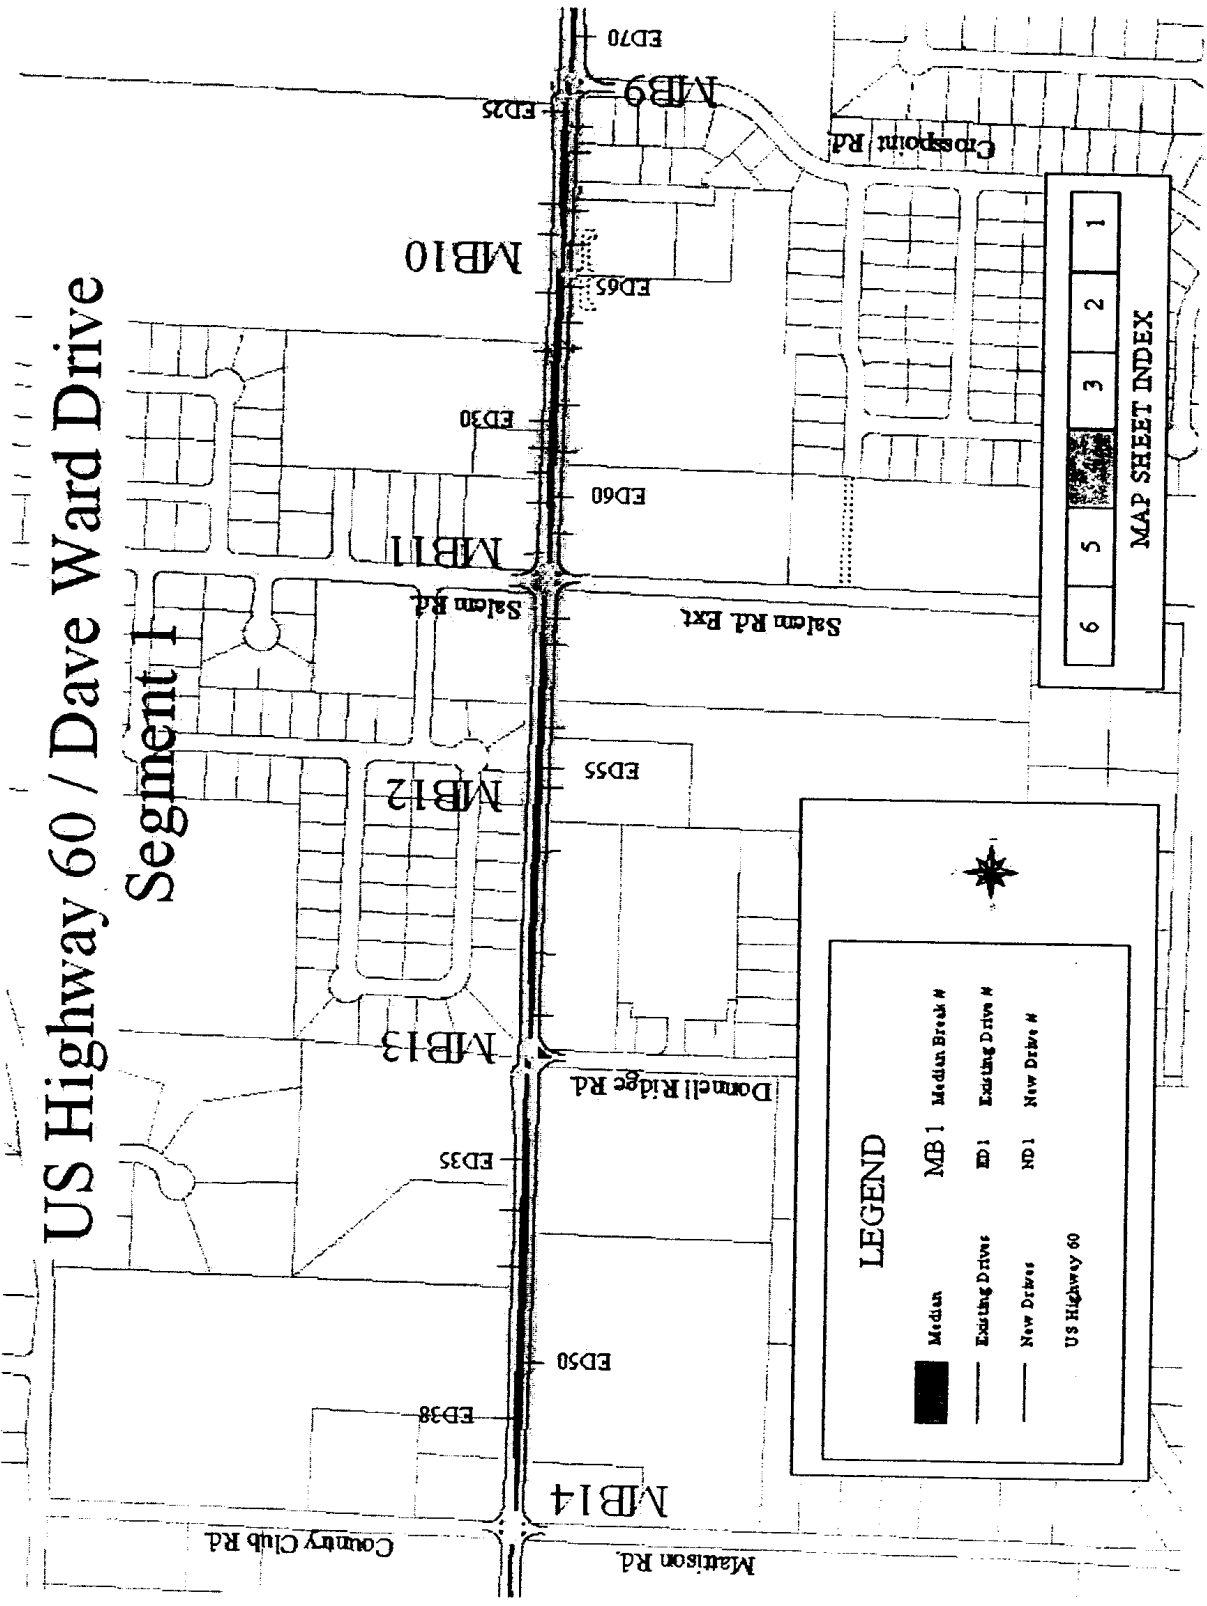 US Highway 60 / Dave Ward Drive
Segment 1
ED70
MB9
ED25
Crosspoint Rd.
MB10
ED65
ED30
ED60
MB11
Salem Rd.
Salem Rd. Ext.
ED55
MB12
MB13
Donnell Ridge Rd.
ED35
ED50
ED38
MB14
Country Club Rd.
Mattison Rd.
LEGEND
Median
MB 1 Median Break #
Existing Drives
ED1 Existing Drive #
New Drives
ND1 New Drive #
US Highway 60
6 5 3 2 1
MAP SHEET INDEX